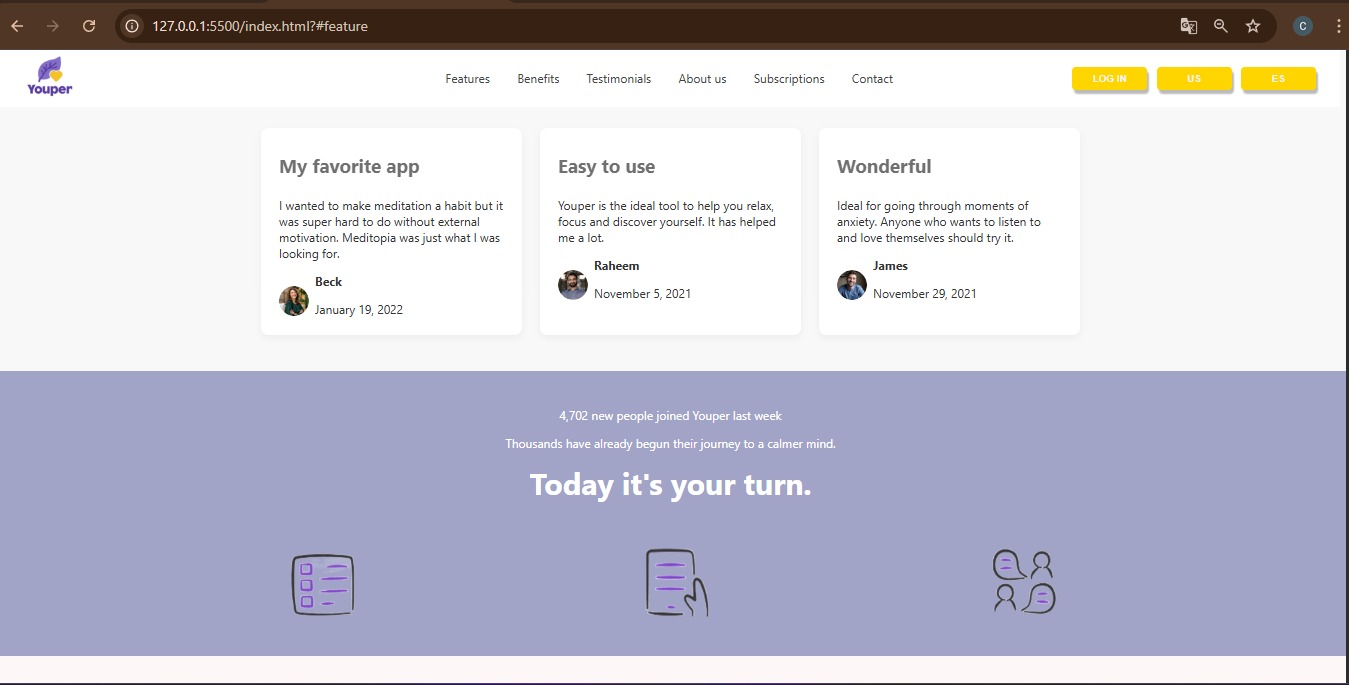 127.0.0.1:5500/index.html?#feature
C
Youper
Features Benefits Testimonials About us Subscriptions Contact
LOG IN US ES
My favorite app
I wanted to make meditation a habit but it
was super hard to do without external
motivation. Meditopia was just what I was
looking for.
Beck
January 19, 2022
Easy to use
Youper is the ideal tool to help you relax,
focus and discover yourself. It has helped
me a lot.
Raheem
November 5, 2021
Wonderful
Ideal for going through moments of
anxiety. Anyone who wants to listen to
and love themselves should try it.
James
November 29, 2021
4,702 new people joined Youper last week
Thousands have already begun their journey to a calmer mind.
Today it's your turn.